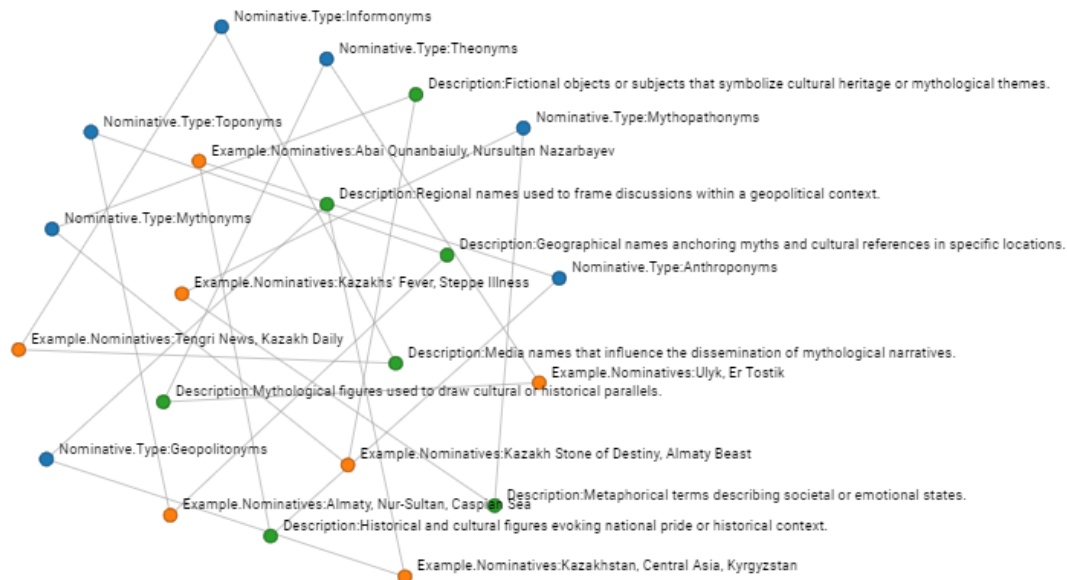 Nominative.Type:Informonyms
Nominative.Type:Theonyms
Description:Fictional objects or subjects that symbolize cultural heritage or mythological themes.
Nominative.Type:Mythopathonyms
Nominative.Type:Toponyms
Example.Nominatives:Abai Qunanbaiuly, Nursultan Nazarbayev
Description:Regional names used to frame discussions within a geopolitical context.
Nominative.Type:Mythonyms
Description:Geographical names anchoring myths and cultural references in specific locations.
Nominative.Type:Anthroponyms
Example.Nominatives:Kazakhs' Fever, Steppe Illness
Example.Nominatives:Tengri News, Kazakh Daily
Description:Media names that influence the dissemination of mythological narratives.
Example.Nominatives:Ulyk, Er Tostik
Description:Mythological figures used to draw cultural or historical parallels.
Nominative.Type:Geopolitonyms
Example.Nominatives:Kazakh Stone of Destiny, Almaty Beast
Description:Metaphorical terms describing societal or emotional states.
Example.Nominatives:Almaty, Nur-Sultan, Caspian Sea
Description:Historical and cultural figures evoking national pride or historical context.
Example.Nominatives:Kazakhstan, Central Asia, Kyrgyzstan